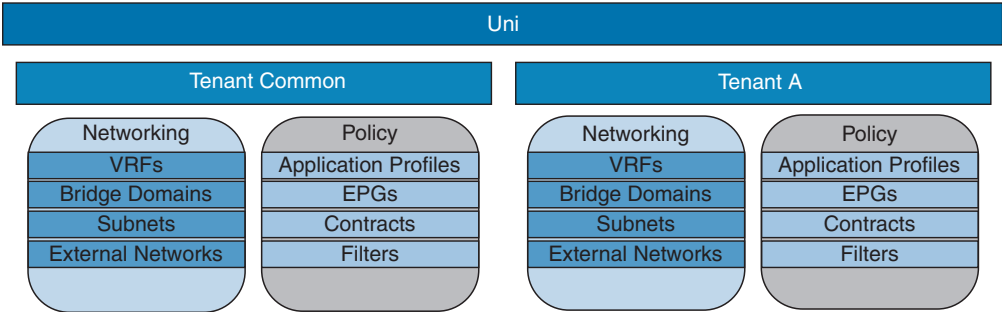 Uni
Tenant Common
Tenant A
Networking
VRFs
Bridge Domains
Subnets
External Networks
Policy
Application Profiles
EPGs
Contracts
Filters
Networking
VRFs
Bridge Domains
Subnets
External Networks
Policy
Application Profiles
EPGs
Contracts
Filters